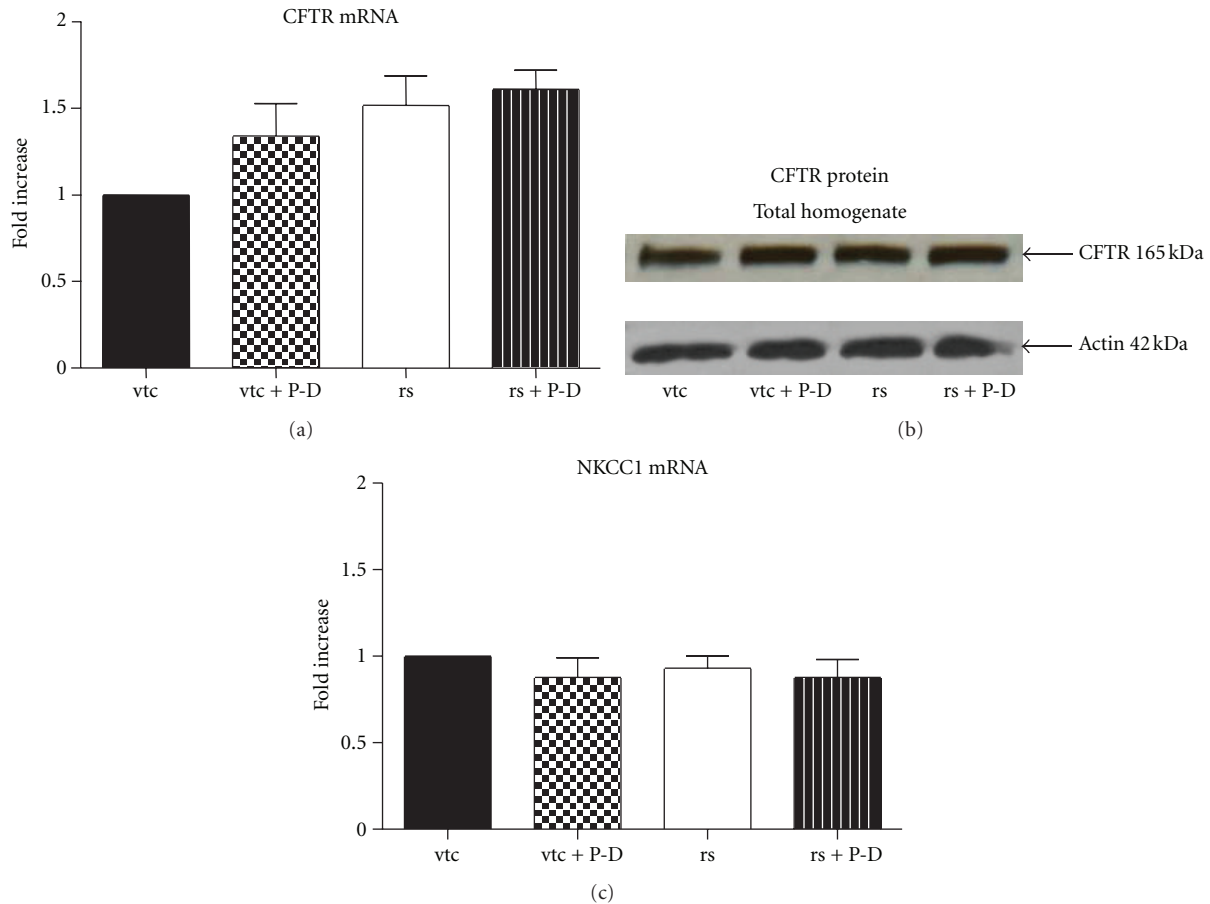 CFTR mRNA
2
1.5
1
0.5
0
Fold increase
vtc
vtc + P-D
rs
rs + P-D
(a)
CFTR protein
Total homogenate
CFTR 165 kDa
Actin 42 kDa
vtc
vtc + P-D
rs
rs + P-D
(b)
NKCC1 mRNA
2
1.5
1
0.5
0
Fold increase
vtc
vtc + P-D
rs
rs + P-D
(c)